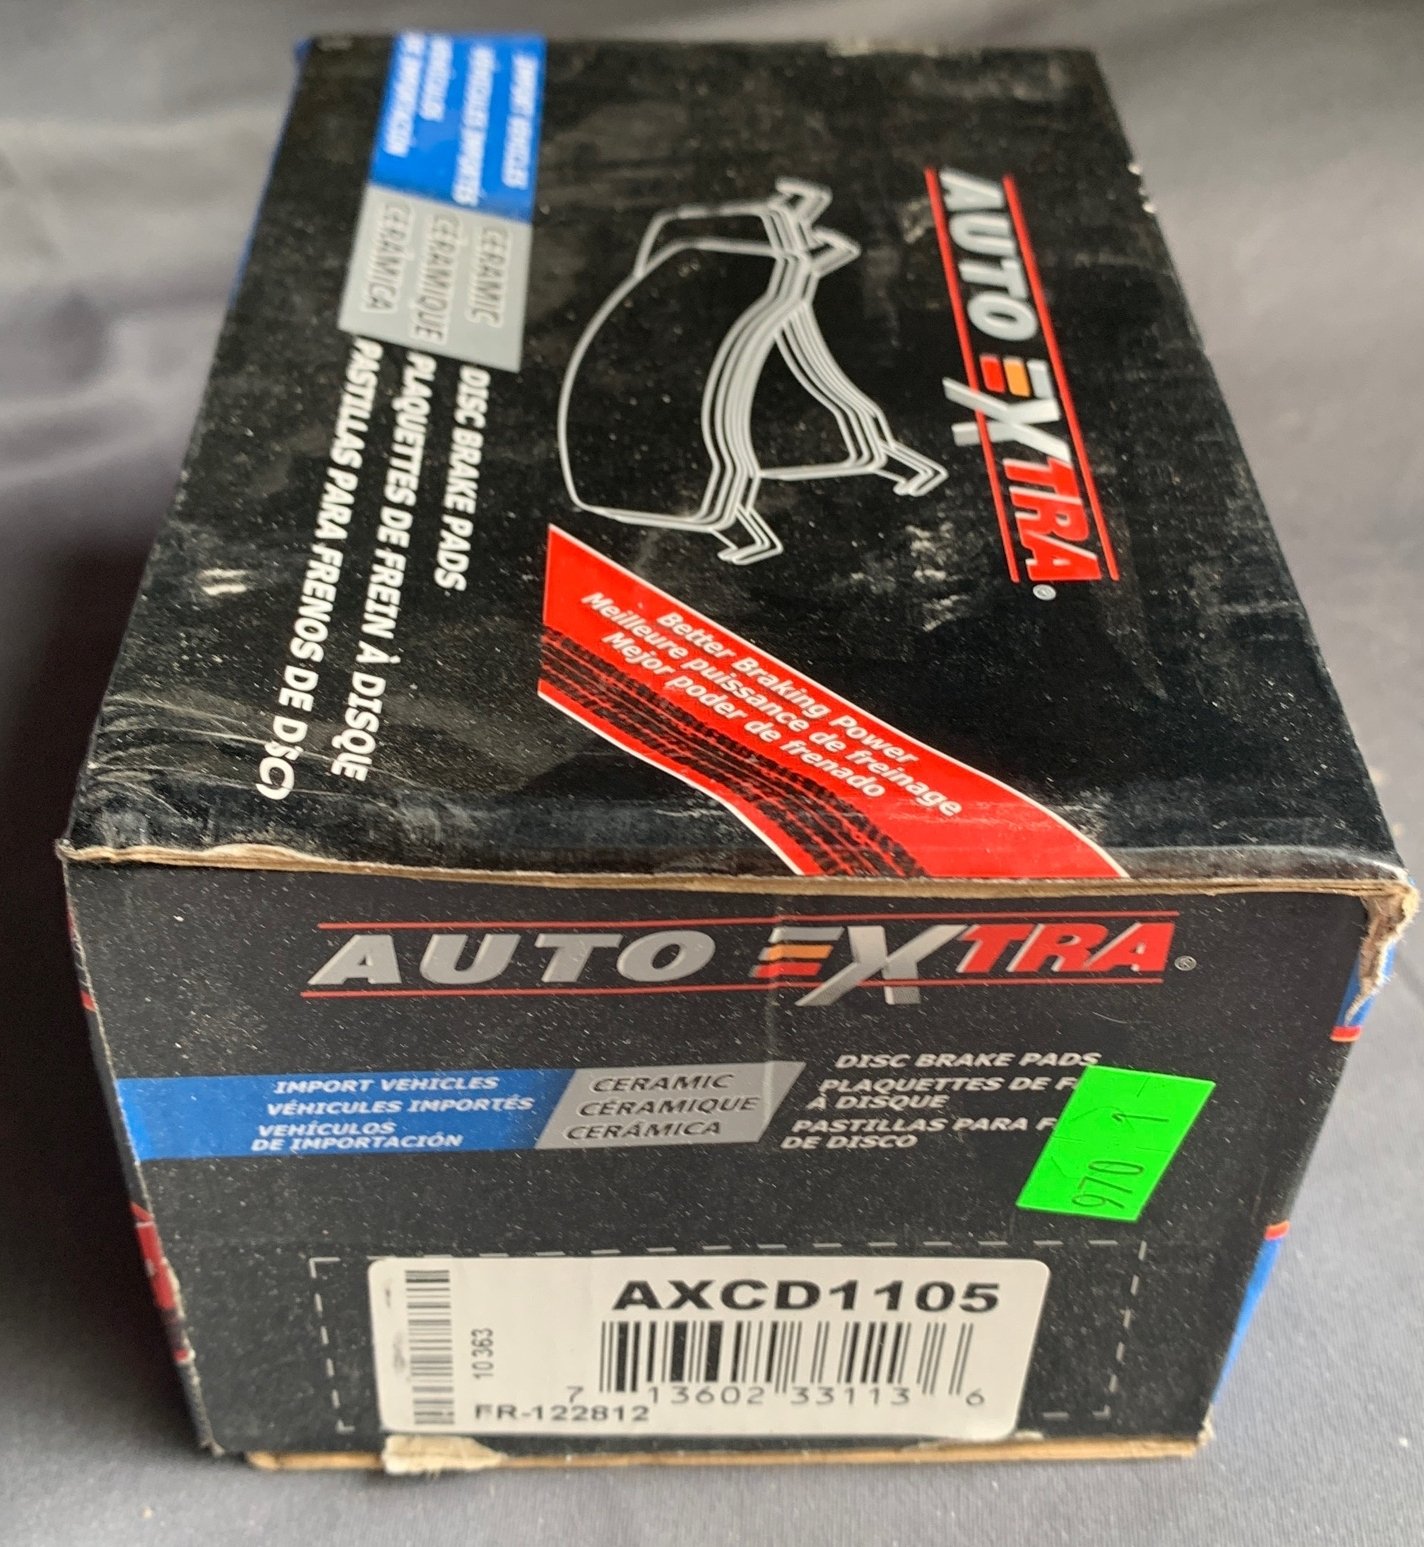 AUTO EXTRA®
IMPORT VEHICLES
VÉHICULES IMPORTÉS
VEHÍCULOS
DE IMPORTACIÓN
CERAMIC
CÉRAMIQUE
CERÁMICA
DISC BRAKE PADS
PLAQUETTES DE FREIN À DISQUE
PASTILLAS PARA FRENOS DE DISCO
Better Braking Power
Meilleure puissance de freinage
Mejor poder de frenado
AUTO EXTRA®
IMPORT VEHICLES
VÉHICULES IMPORTÉS
VEHÍCULOS
DE IMPORTACIÓN
CERAMIC
CÉRAMIQUE
CERÁMICA
DISC BRAKE PADS
PLAQUETTES DE F
À DISQUE
PASTILLAS PARA F
DE DISCO
970
AXCD1105
10363
7 13602 33113 6
FR-122812